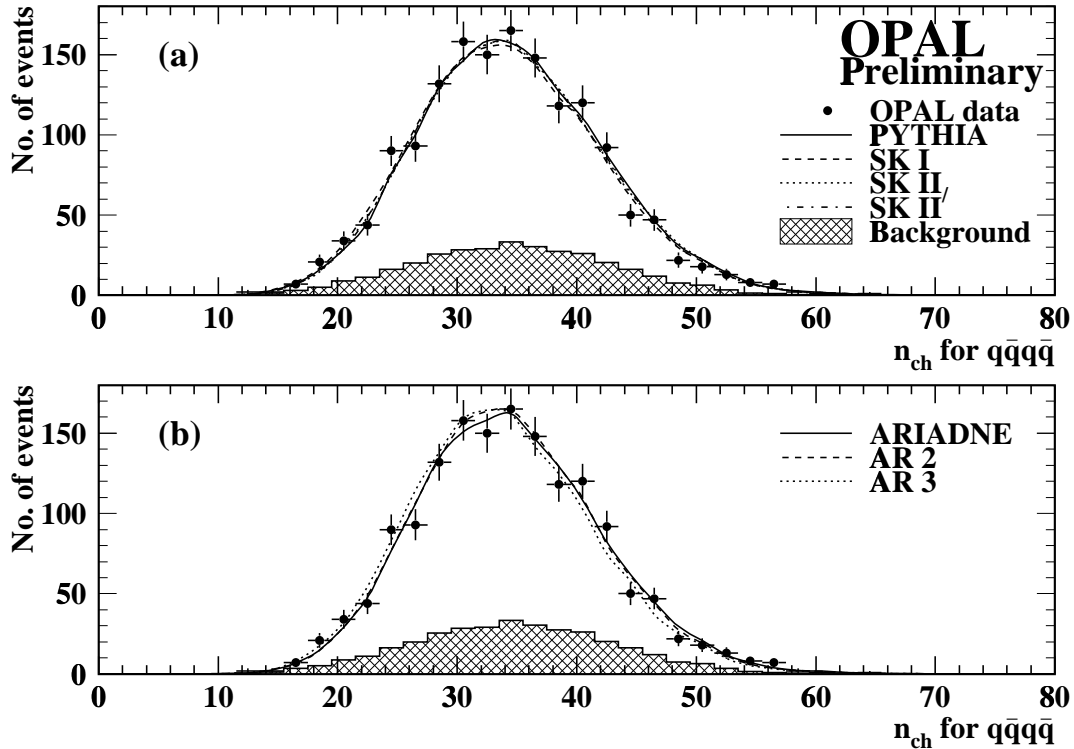 OPAL
Preliminary
(a)
No. of events
150
100
50
0
OPAL data
PYTHIA
SK I
SK II
SK II′
Background
0 10 20 30 40 50 60 70 80
n_ch for qq̄qq̄
(b)
No. of events
150
100
50
0
ARIADNE
AR 2
AR 3
0 10 20 30 40 50 60 70 80
n_ch for qq̄qq̄